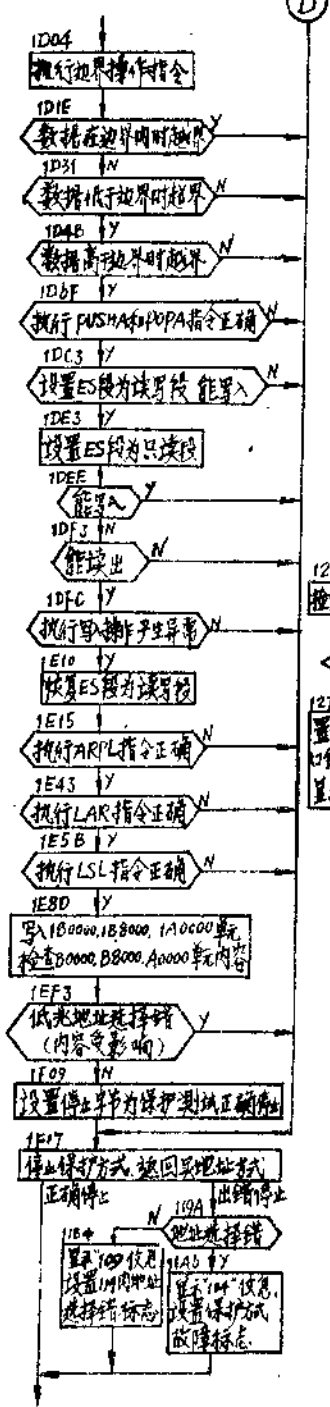 D
1D04
执行边界操作指令
1D1E
数据在边界内时越界
Y
1D31
N
数据低于边界时越界
N
1D4B
Y
数据高于边界时越界
N
1D6F
Y
执行PUSHA和POPA指令正确
N
1DC3
Y
设置ES段为读写段 能写入
N
1DE3
Y
设置ES段为只读段
1DEE
能写入
Y
1DF3
N
能读出
N
1DFC
Y
执行写入操作产生异常
N
1E10
Y
恢复ES段为读写段
1E15
执行ARPL指令正确
N
1E43
Y
执行LAR指令正确
N
1E5B
Y
执行LSL指令正确
N
1E8D
Y
写入1B0000,1B8000,1A0000单元
检查B0000,B8000,A0000单元内容
1EF3
低兆地址选择错
(内容受影响)
Y
1F09
N
设置停止字节为保护测试正确停止
1F07
停止保护方式,返回实地址方式
正确停止
出错停止
119A
地址选择错
N
Y
11B4
显示"109"信息
设置1M内地址
选择错标志
显示"104"信息,
设置保护方式
故障标志